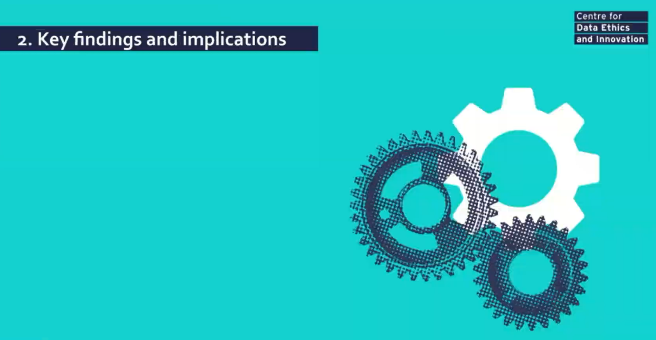 2. Key findings and implications
Centre for
Data Ethics
and Innovation